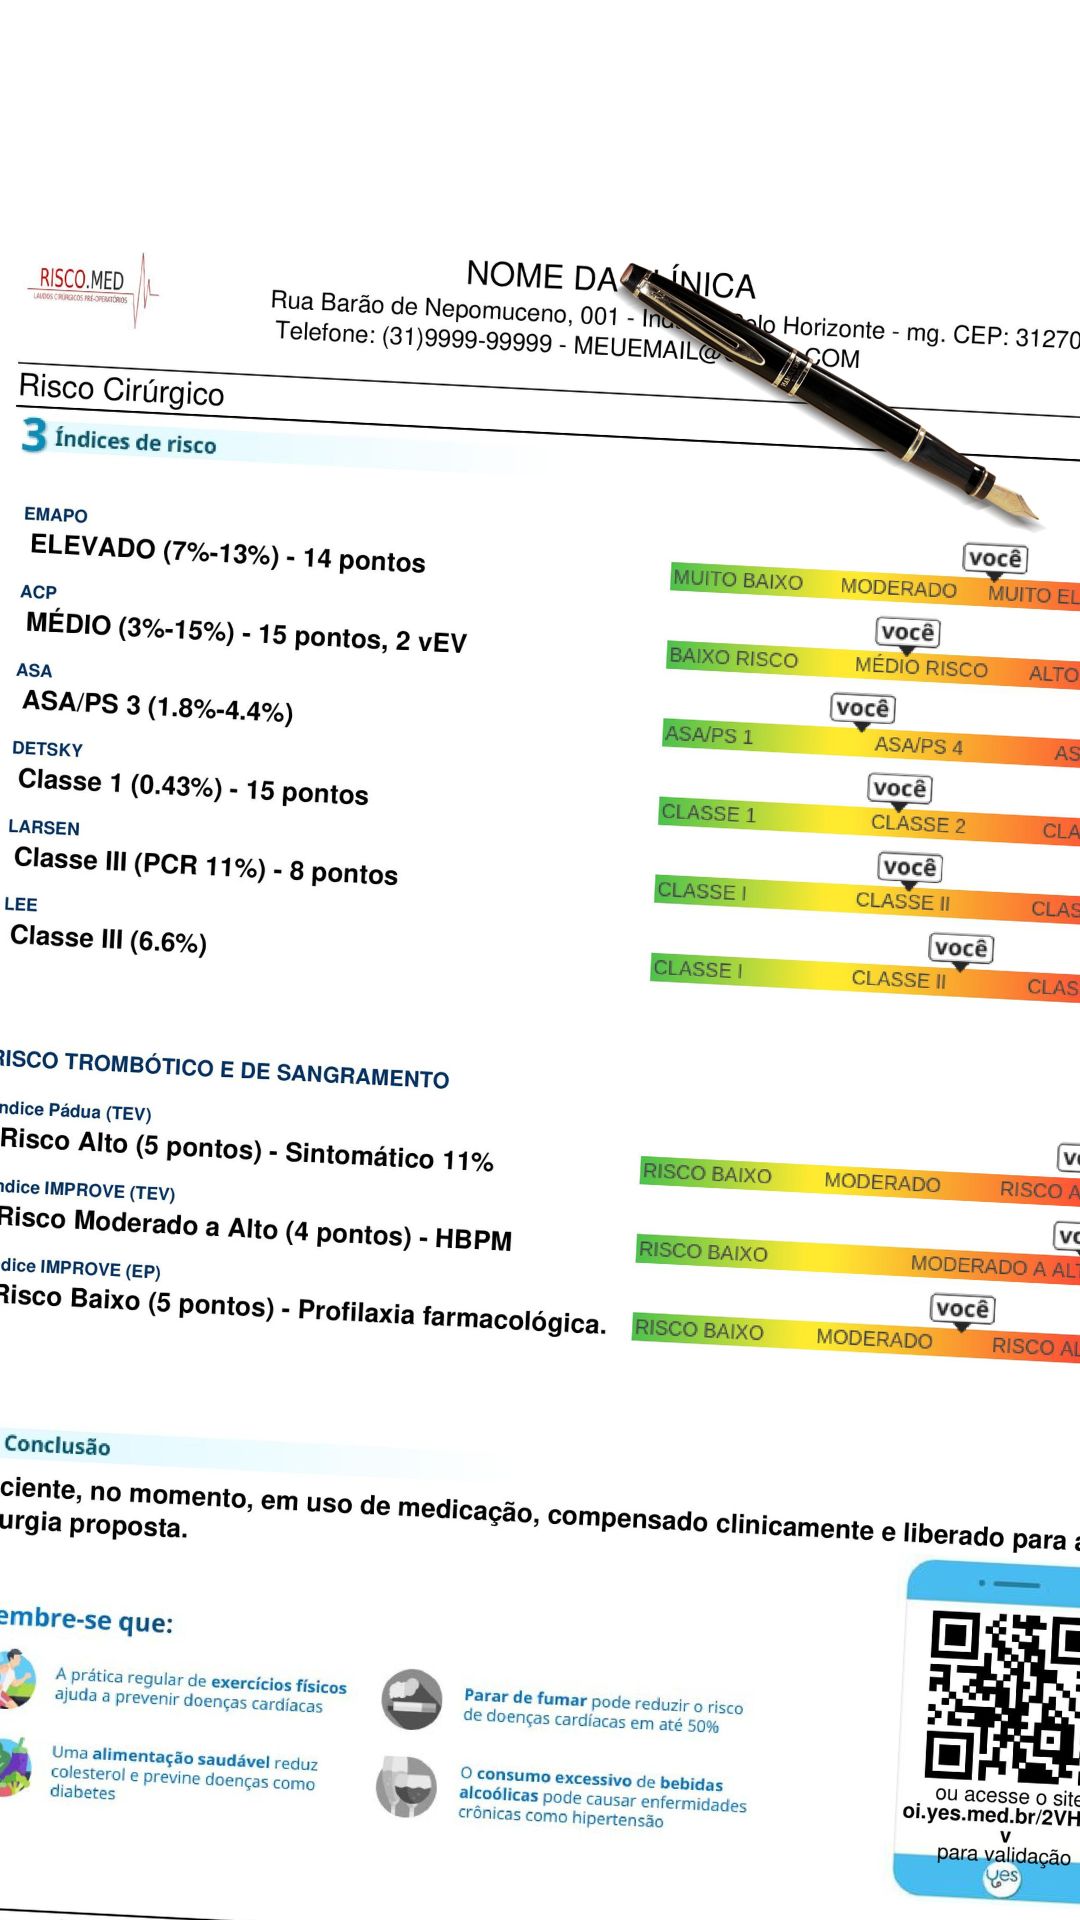 RISCO.MED
LAUDOS CIRÚRGICOS PRÉ-OPERATÓRIOS
NOME DA CLÍNICA
Rua Barão de Nepomuceno, 001 - Horizonte - mg. CEP: 31270
Telefone: (31)9999-99999 - MEUEMAIL@ .COM
Risco Cirúrgico
3 Índices de risco
EMAPO
ELEVADO (7%-13%) - 14 pontos
você
MUITO BAIXO MODERADO MUITO EL
ACP
MÉDIO (3%-15%) - 15 pontos, 2 vEV
você
BAIXO RISCO MÉDIO RISCO ALTO
ASA
ASA/PS 3 (1.8%-4.4%)
você
ASA/PS 1 ASA/PS 4 AS
DETSKY
Classe 1 (0.43%) - 15 pontos
você
CLASSE 1 CLASSE 2 CLA
LARSEN
Classe III (PCR 11%) - 8 pontos
você
CLASSE I CLASSE II CLAS
LEE
Classe III (6.6%)
você
CLASSE I CLASSE II CLAS
RISCO TROMBÓTICO E DE SANGRAMENTO
ndice Pádua (TEV)
Risco Alto (5 pontos) - Sintomático 11%
vo
RISCO BAIXO MODERADO RISCO A
ndice IMPROVE (TEV)
Risco Moderado a Alto (4 pontos) - HBPM
vo
RISCO BAIXO MODERADO A ALT
dice IMPROVE (EP)
Risco Baixo (5 pontos) - Profilaxia farmacológica.
você
RISCO BAIXO MODERADO RISCO AL
Conclusão
ciente, no momento, em uso de medicação, compensado clinicamente e liberado para a
urgia proposta.
embre-se que:
A prática regular de exercícios físicos
ajuda a prevenir doenças cardíacas
Parar de fumar pode reduzir o risco
de doenças cardíacas em até 50%
Uma alimentação saudável reduz
colesterol e previne doenças como
diabetes
O consumo excessivo de bebidas
alcoólicas pode causar enfermidades
crônicas como hipertensão
ou acesse o site
oi.yes.med.br/2VH
v
para validação
yes